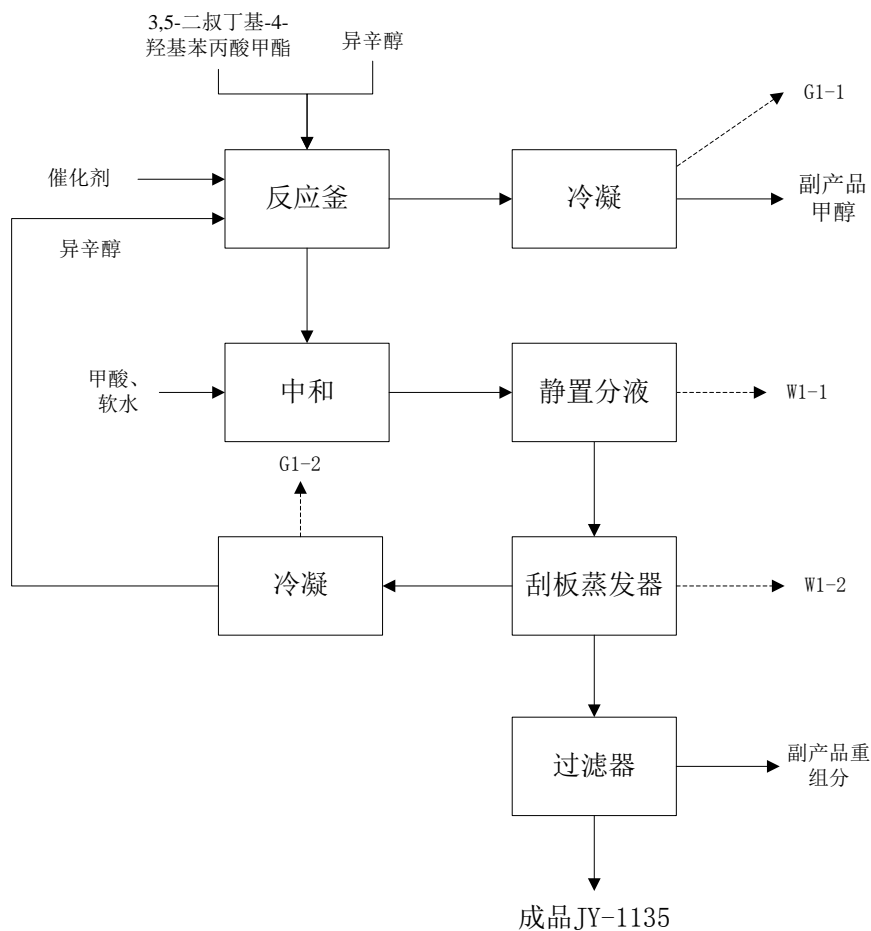 3,5-二叔丁基-4-
羟基苯丙酸甲酯
异辛醇
G1-1
催化剂
反应釜
冷凝
副产品
甲醇
异辛醇
甲酸、
软水
中和
静置分液
W1-1
G1-2
冷凝
刮板蒸发器
W1-2
过滤器
副产品重
组分
成品JY-1135